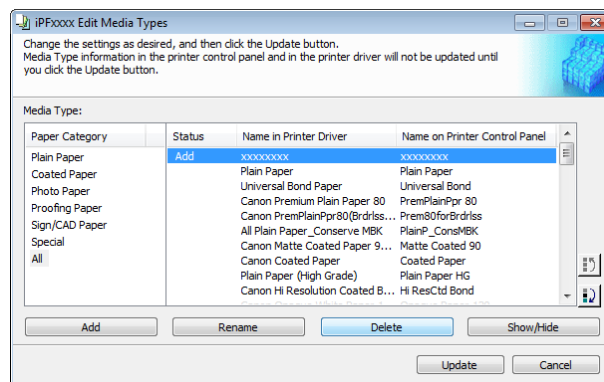 iPFxxxx Edit Media Types
Change the settings as desired, and then click the Update button.
Media Type information in the printer control panel and in the printer driver will not be updated until
you click the Update button.
Media Type:
Paper Category Status Name in Printer Driver Name on Printer Control Panel
Add xxxxxxxx xxxxxxxx
Plain Paper Plain Paper Plain Paper
Coated Paper Universal Bond Paper Universal Bond
Photo Paper Canon Premium Plain Paper 80 PremPlainPpr 80
Proofing Paper Canon PremPlainPpr80(Brdrlss... Prem80forBrdrlss
Sign/CAD Paper All Plain Paper_Conserve MBK PlainP_ConsMBK
Special Canon Matte Coated Paper 9... Matte Coated 90
All Canon Coated Paper Coated Paper
Plain Paper (High Grade) Plain Paper HG
Canon Hi Resolution Coated B... Hi ResCtd Bond
Add Rename Delete Show/Hide
Update Cancel